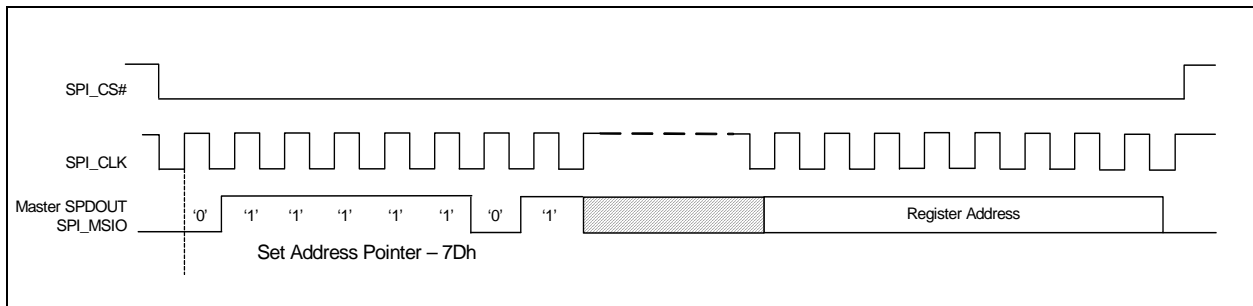 SPI_CS#
SPI_CLK
Master SPDOUT
SPI_MSIO
‘0’ ‘1’ ‘1’ ‘1’ ‘1’ ‘1’ ‘0’ ‘1’ Register Address
Set Address Pointer – 7Dh